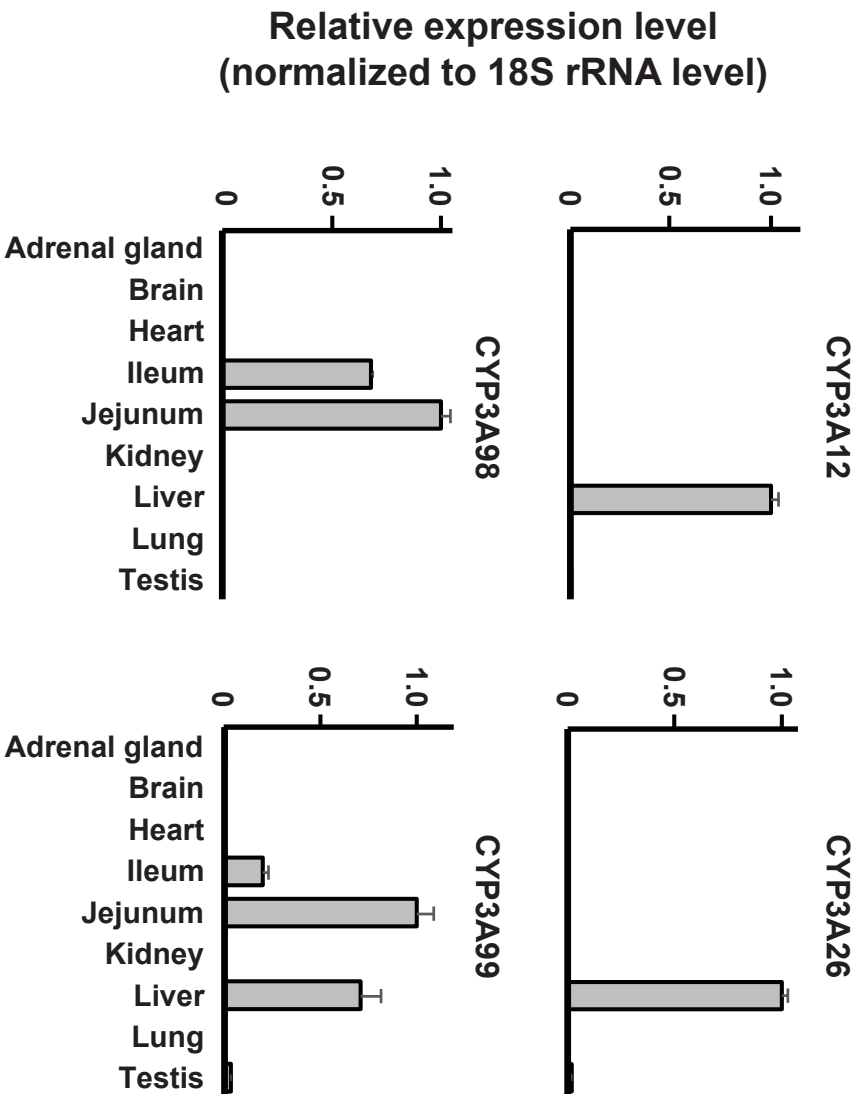 Relative expression level
(normalized to 18S rRNA level)
CYP3A12
1.0
0.5
0
CYP3A98
1.0
0.5
0
Adrenal gland
Brain
Heart
Ileum
Jejunum
Kidney
Liver
Lung
Testis
CYP3A26
1.0
0.5
0
CYP3A99
1.0
0.5
0
Adrenal gland
Brain
Heart
Ileum
Jejunum
Kidney
Liver
Lung
Testis